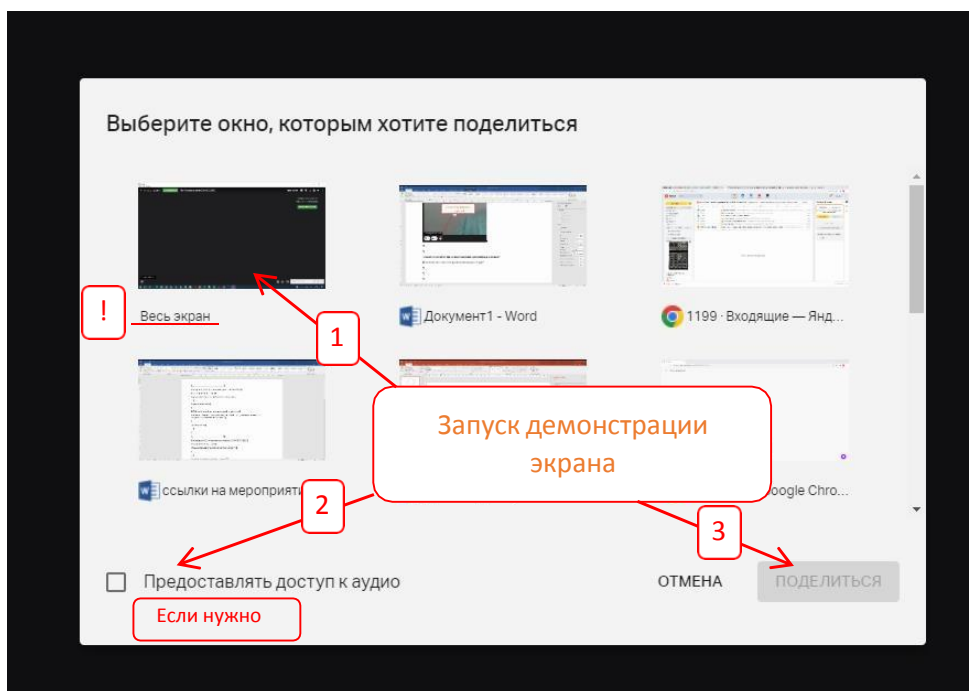 Выберите окно, которым хотите поделиться
! Весь экран
Документ1 - Word
1199 · Входящие — Янд...
1
Запуск демонстрации
экрана
ссылки на мероприяти
oogle Chro...
2
3
Предоставлять доступ к аудио
ОТМЕНА
ПОДЕЛИТЬСЯ
Если нужно